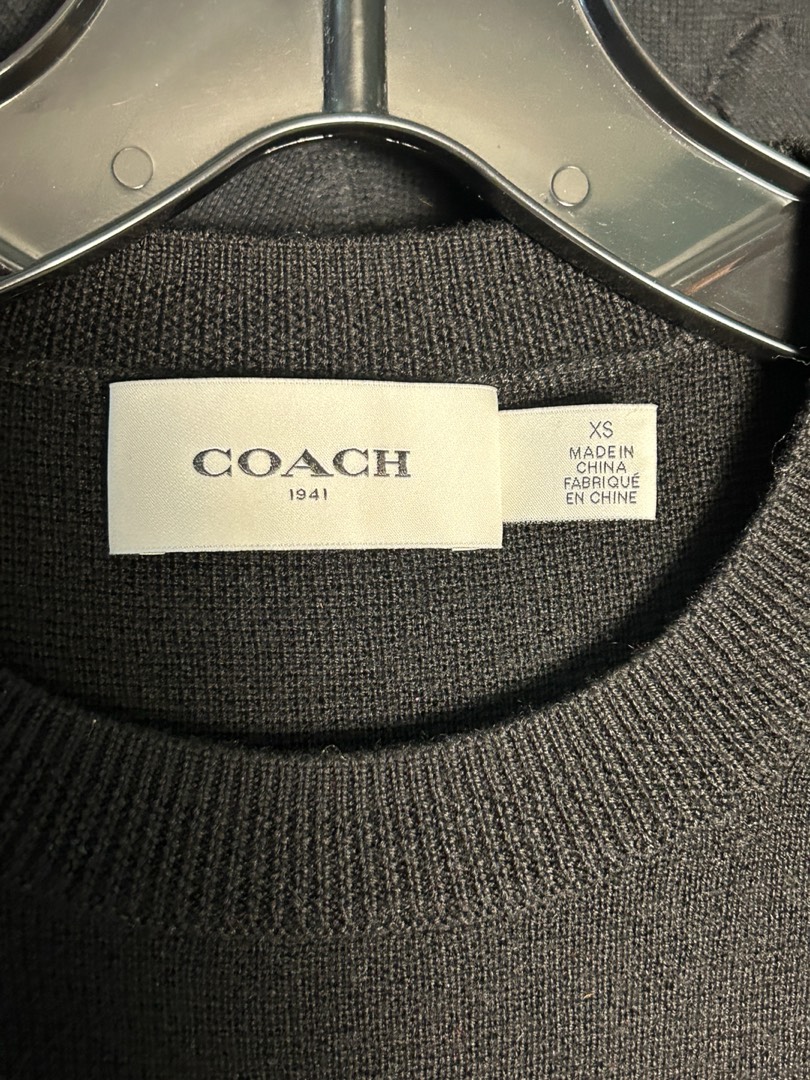 COACH
1941
XS
MADE IN
CHINA
FABRIQUÉ
EN CHINE